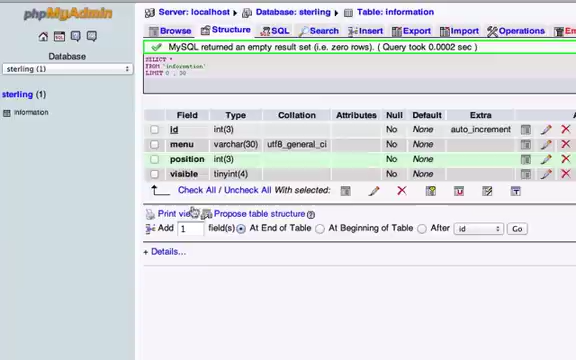 phpMyAdmin
Database
sterling (1)
sterling (1)
information
Server: localhost Database: sterling Table: information
Browse Structure SQL Search Insert Export Import Operations
MySQL returned an empty result set (i.e. zero rows). ( Query took 0.0002 sec )
SELECT *
FROM `information`
LIMIT 0 , 30
Field Type Collation Attributes Null Default Extra
id int(3) No None auto_increment
menu varchar(30) utf8_general_ci No None
position int(3) No None
visible tinyint(4) No None
Check All / Uncheck All With selected:
Print view Propose table structure
Add 1 field(s) At End of Table At Beginning of Table After id Go
+ Details...